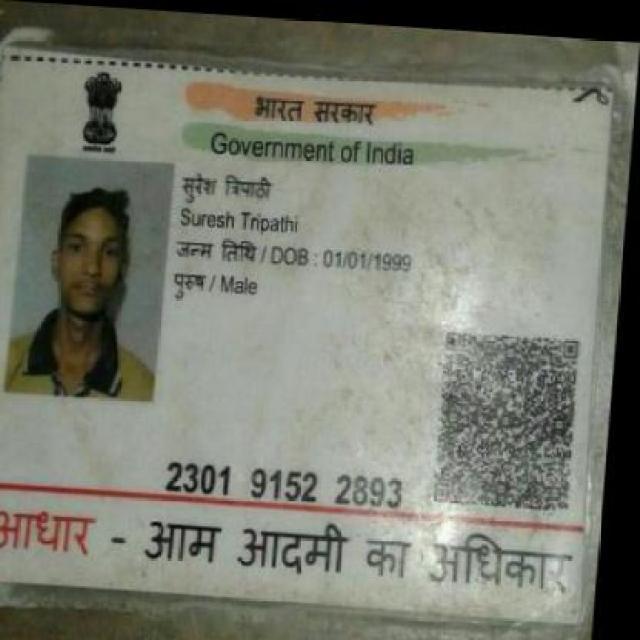 भारत सरकार
Government of India
सुरेश त्रिपाठी
Suresh Tripathi
जन्म तिथि / DOB : 01/01/1999
पुरुष / Male
2301 9152 2893
आधार - आम आदमी का अधिकार